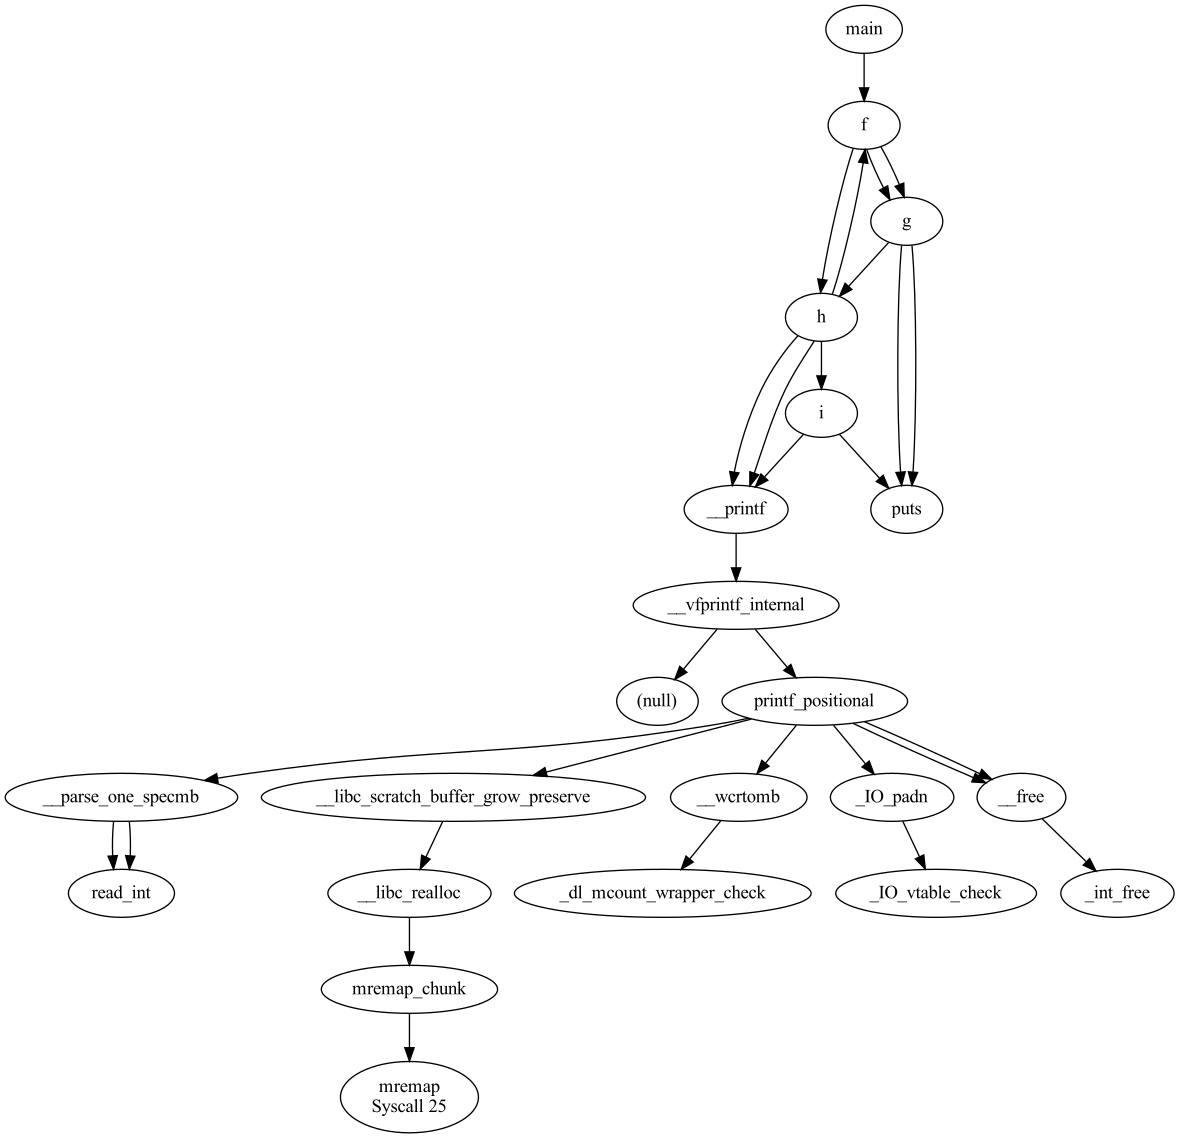 main
f
g
h
i
__printf
puts
__vfprintf_internal
(null)
printf_positional
__parse_one_specmb
__libc_scratch_buffer_grow_preserve
__wcrtomb
_IO_padn
__free
read_int
__libc_realloc
_dl_mcount_wrapper_check
_IO_vtable_check
_int_free
mremap_chunk
mremap
Syscall 25